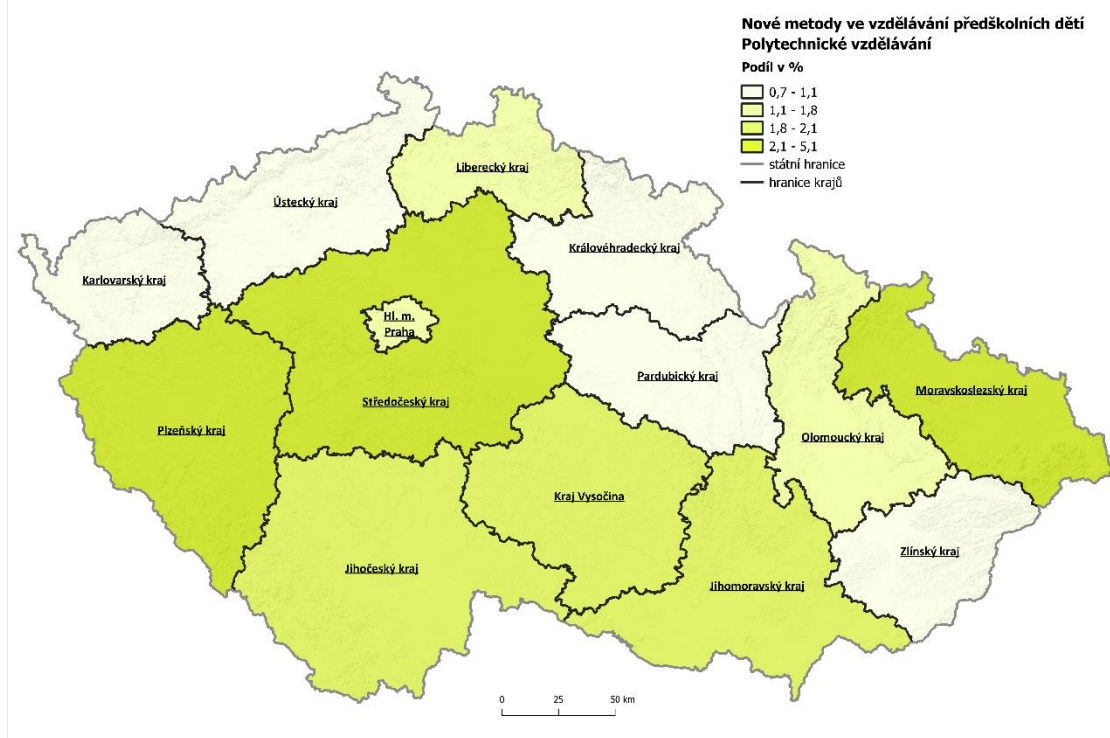 Nové metody ve vzdělávání předškolních dětí
Polytechnické vzdělávání
Podíl v %
0,7 - 1,1
1,1 - 1,8
1,8 - 2,1
2,1 - 5,1
státní hranice
hranice krajů
Liberecký kraj
Ústecký kraj
Královéhradecký kraj
Karlovarský kraj
Hl. m.
Praha
Pardubický kraj
Moravskoslezský kraj
Středočeský kraj
Plzeňský kraj
Olomoucký kraj
Kraj Vysočina
Zlínský kraj
Jihočeský kraj
Jihomoravský kraj
0 25 50 km